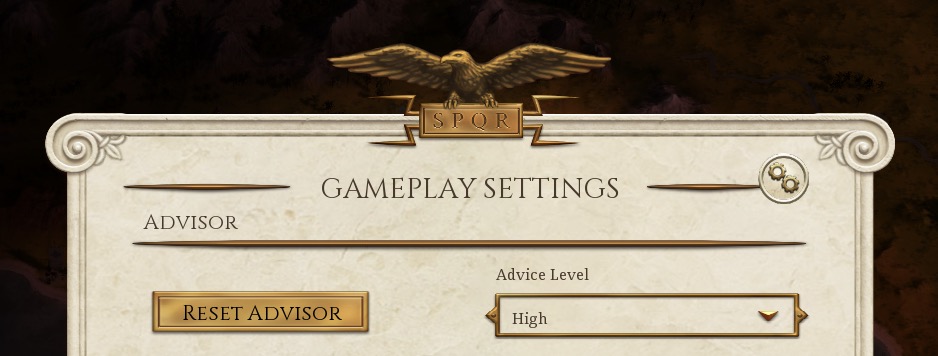 SPQR
GAMEPLAY SETTINGS
ADVISOR
Advice Level
RESET ADVISOR
High